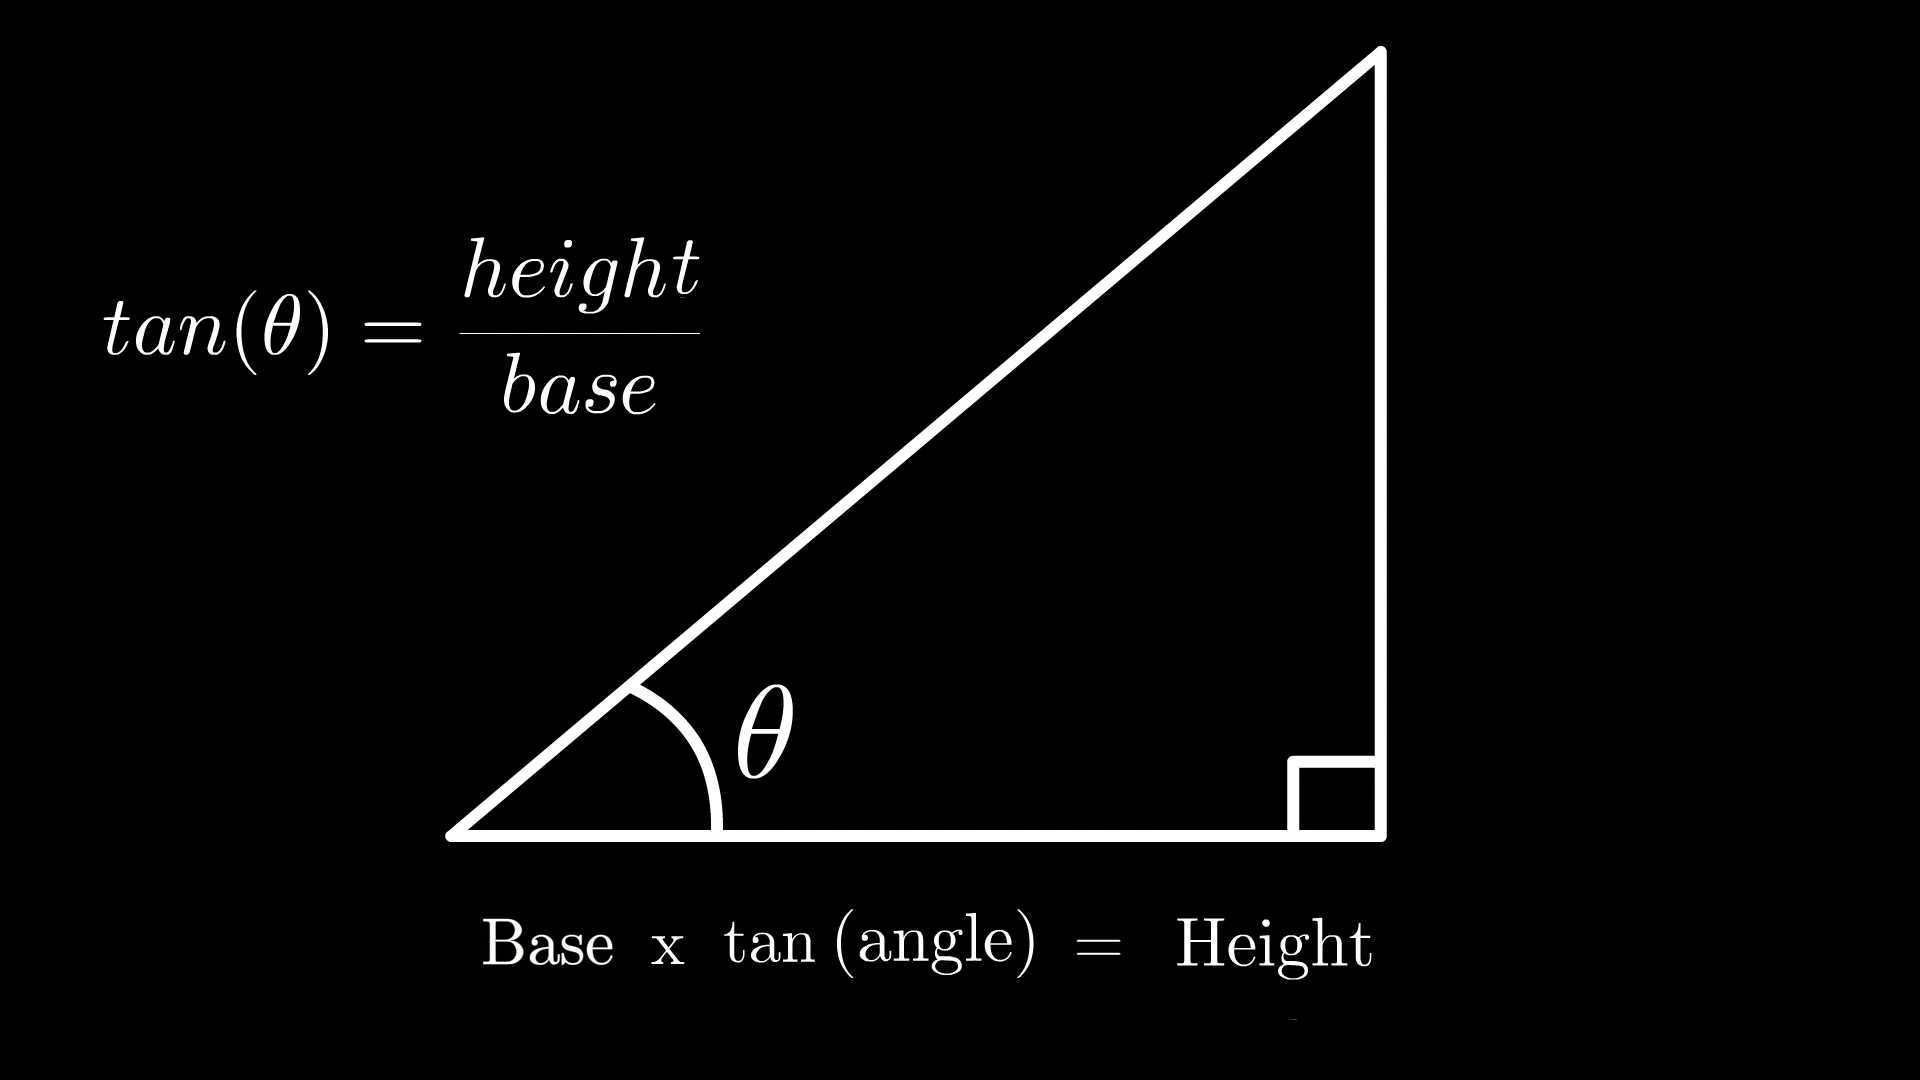 tan(θ) = height/base
θ
Base x tan (angle) = Height